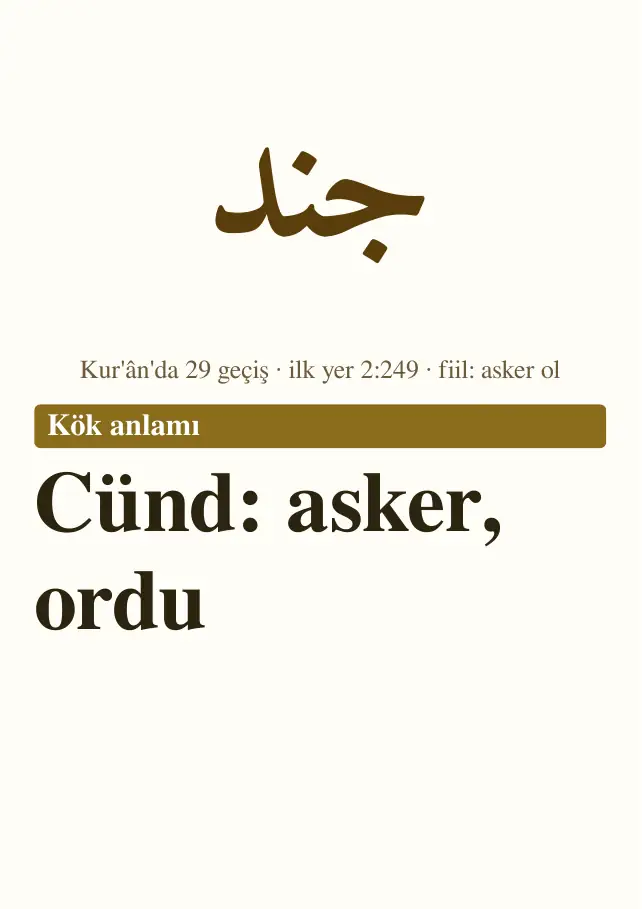 جند
Kur'ân'da 29 geçiş · ilk yer 2:249 · fiil: asker ol
Kök anlamı
Cünd: asker,
ordu